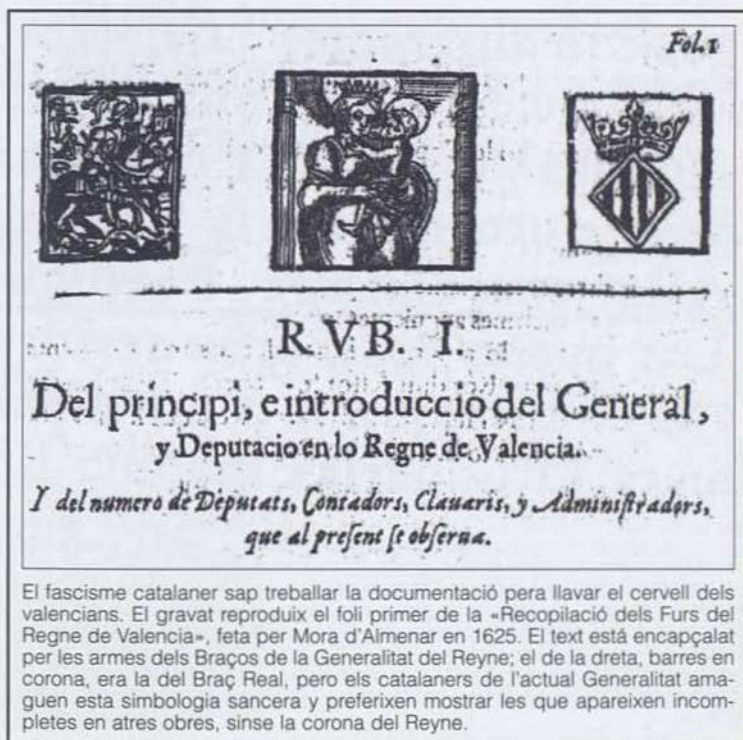 Fol.1
RVB. I.
Del principi, e introduccio del General,
y Deputacio en lo Regne de Valencia.
Y del numero de Deputats, Contadors, Clauaris, y Administradors,
que al preſent ſe obſerua.
El fascisme catalaner sap treballar la documentació pera llavar el cervell dels
valencians. El gravat reproduix el foli primer de la «Recopilació dels Furs del
Regne de Valencia», feta per Mora d'Almenar en 1625. El text está encapçalat
per les armes dels Braços de la Generalitat del Reyne; el de la dreta, barres en
corona, era la del Braç Real, pero els catalaners de l'actual Generalitat ama-
guen esta simbologia sancera y preferixen mostrar les que apareixen incom-
pletes en atres obres, sinse la corona del Reyne.